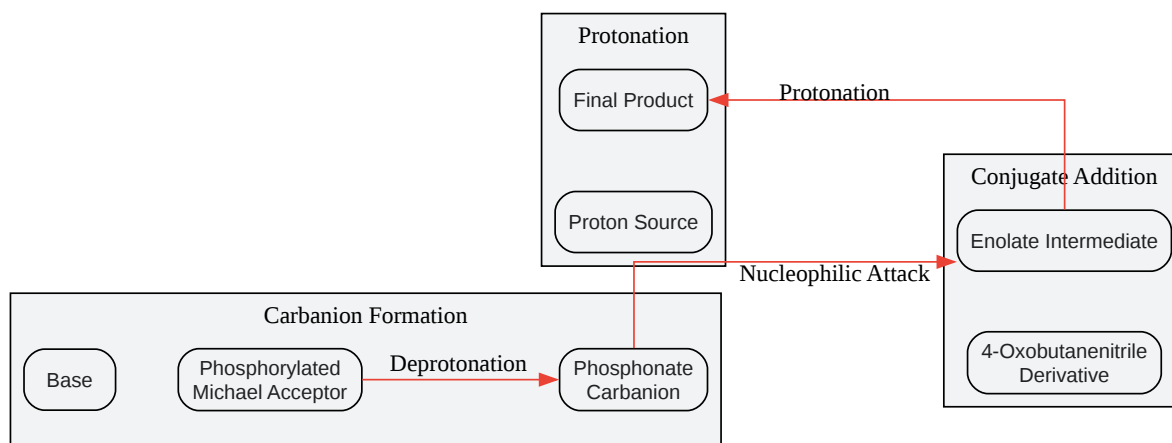 Protonation
Final Product
Protonation
Proton Source
Conjugate Addition
Enolate Intermediate
Nucleophilic Attack
4-Oxobutanenitrile
Derivative
Carbanion Formation
Base
Phosphorylated
Michael Acceptor
Deprotonation
Phosphonate
Carbanion